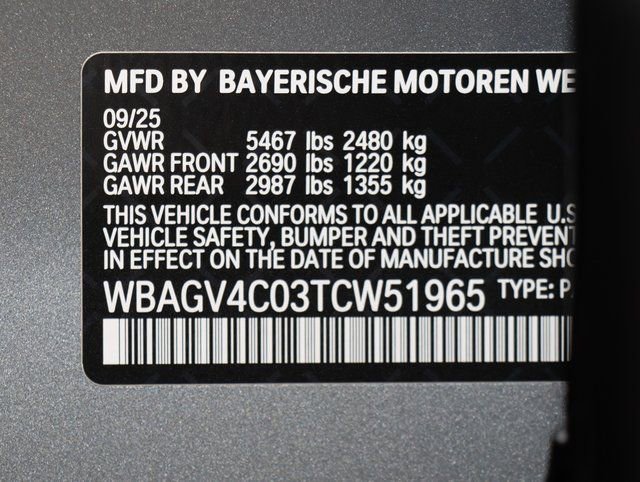 MFD BY BAYERISCHE MOTOREN WE
09/25
GVWR 5467 lbs 2480 kg
GAWR FRONT 2690 lbs 1220 kg
GAWR REAR 2987 lbs 1355 kg
THIS VEHICLE CONFORMS TO ALL APPLICABLE U.S
VEHICLE SAFETY, BUMPER AND THEFT PREVENT
IN EFFECT ON THE DATE OF MANUFACTURE SHO
WBAGV4C03TCW51965 TYPE: P